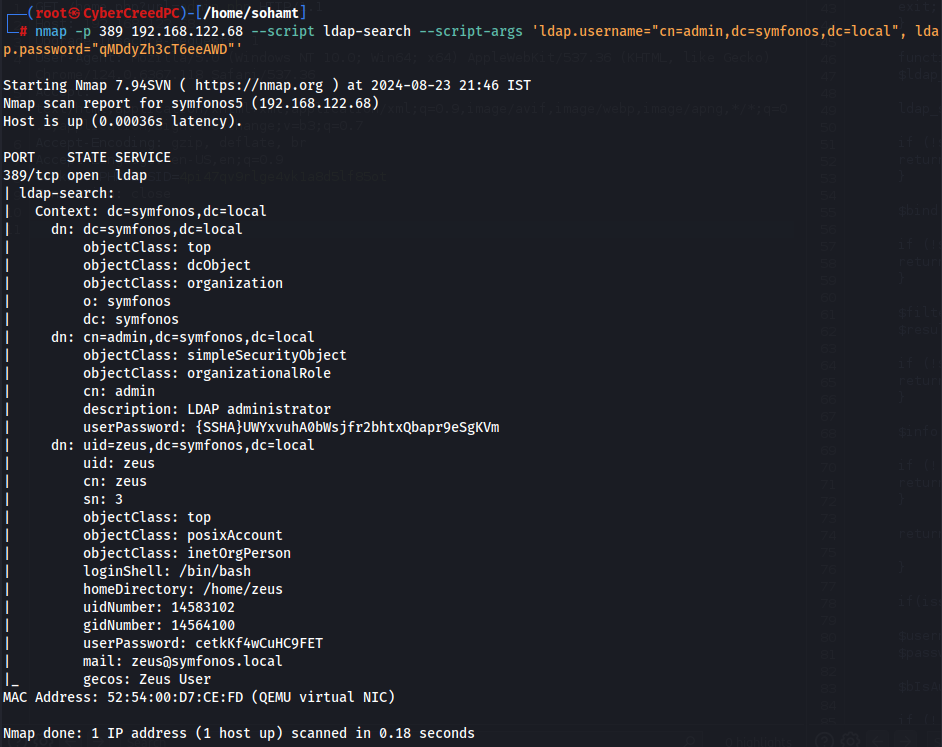 ┌──(root㉿CyberCreedPC)-[/home/sohamt]
└─# nmap -p 389 192.168.122.68 --script ldap-search --script-args 'ldap.username="cn=admin,dc=symfonos,dc=local", lda
p.password="qMDdyZh3cT6eeAWD"'
Starting Nmap 7.94SVN ( https://nmap.org ) at 2024-08-23 21:46 IST
Nmap scan report for symfonos5 (192.168.122.68)
Host is up (0.00036s latency).
PORT    STATE SERVICE
389/tcp open  ldap
| ldap-search:
|   Context: dc=symfonos,dc=local
|     dn: dc=symfonos,dc=local
|         objectClass: top
|         objectClass: dcObject
|         objectClass: organization
|         o: symfonos
|         dc: symfonos
|     dn: cn=admin,dc=symfonos,dc=local
|         objectClass: simpleSecurityObject
|         objectClass: organizationalRole
|         cn: admin
|         description: LDAP administrator
|         userPassword: {SSHA}UWYxvuhA0bWsjfr2bhtxQbapr9eSgKVm
|     dn: uid=zeus,dc=symfonos,dc=local
|         uid: zeus
|         cn: zeus
|         sn: 3
|         objectClass: top
|         objectClass: posixAccount
|         objectClass: inetOrgPerson
|         loginShell: /bin/bash
|         homeDirectory: /home/zeus
|         uidNumber: 14583102
|         gidNumber: 14564100
|         userPassword: cetkKf4wCuHC9FET
|         mail: zeus@symfonos.local
|_        gecos: Zeus User
MAC Address: 52:54:00:D7:CE:FD (QEMU virtual NIC)
Nmap done: 1 IP address (1 host up) scanned in 0.18 seconds